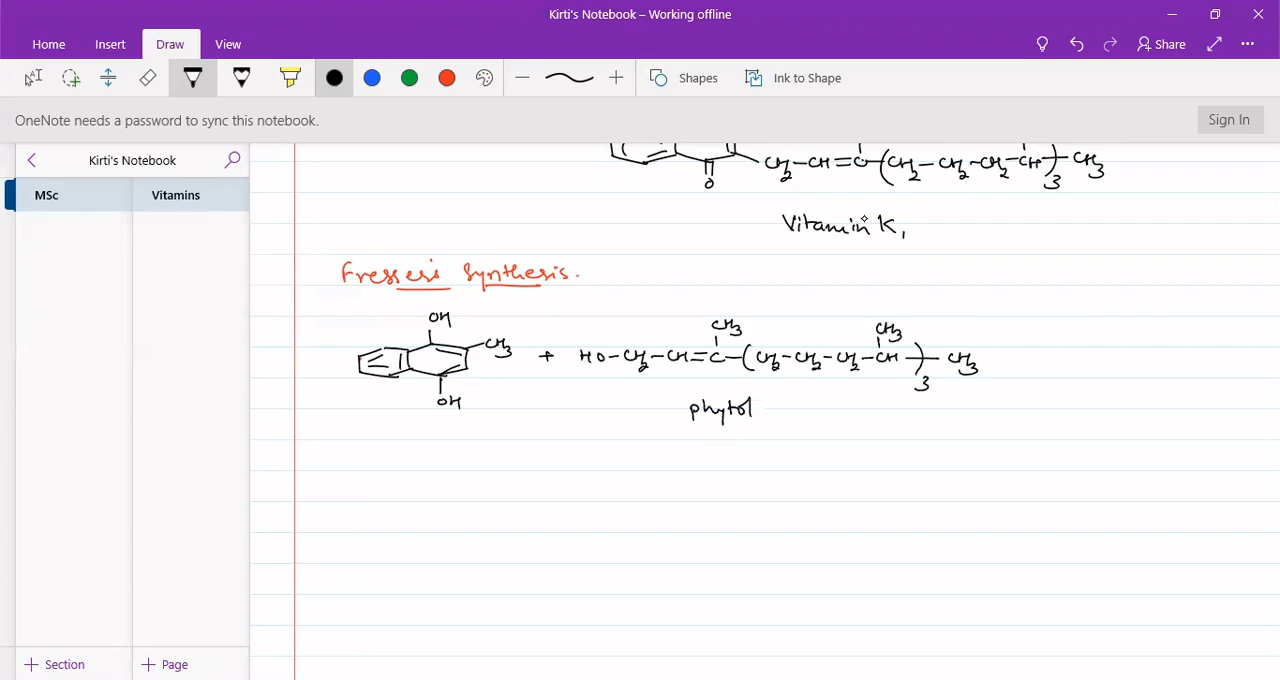 Kirti's Notebook – Working offline
Home Insert Draw View Share
Shapes Ink to Shape
OneNote needs a password to sync this notebook. Sign In
Kirti's Notebook
MSc Vitamins
CH2–CH=C–(CH2–CH2–CH2–CH)3–CH3
O
Vitamin K1
Fresser's Synthesis.
OH CH3 CH3
CH3 + HO–CH2–CH=C–(CH2–CH2–CH2–CH)3–CH3
OH
phytol
+ Section + Page